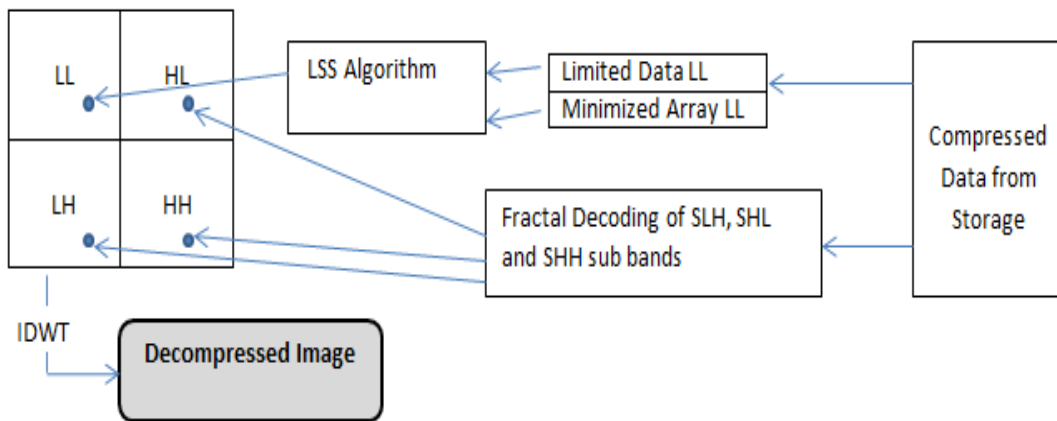 LL
HL
LH
HH
LSS Algorithm
Limited Data LL
Minimized Array LL
Fractal Decoding of SLH, SHL
and SHH sub bands
Compressed
Data from
Storage
IDWT
Decompressed Image